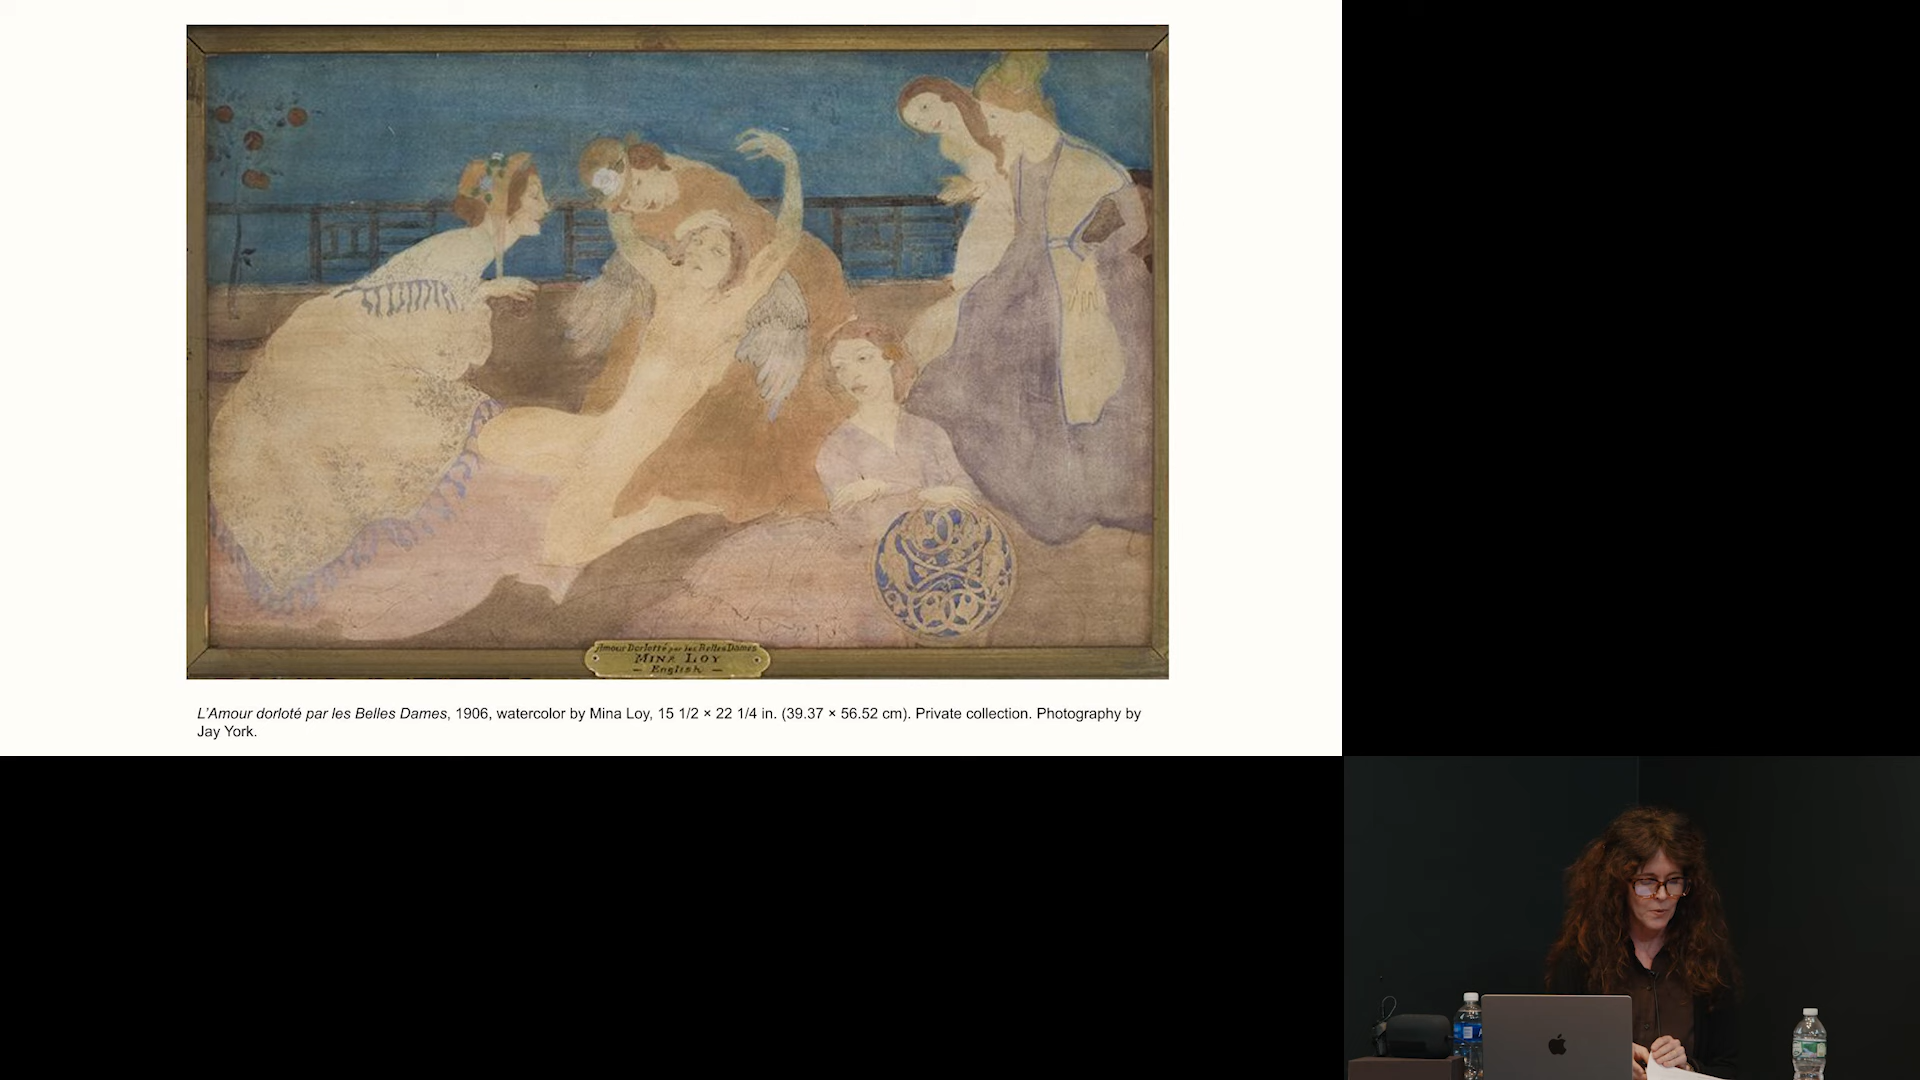 Amour Dorlotté par les Belles Dames
MINA LOY
— English —
L'Amour dorloté par les Belles Dames, 1906, watercolor by Mina Loy, 15 1/2 × 22 1/4 in. (39.37 × 56.52 cm). Private collection. Photography by
Jay York.